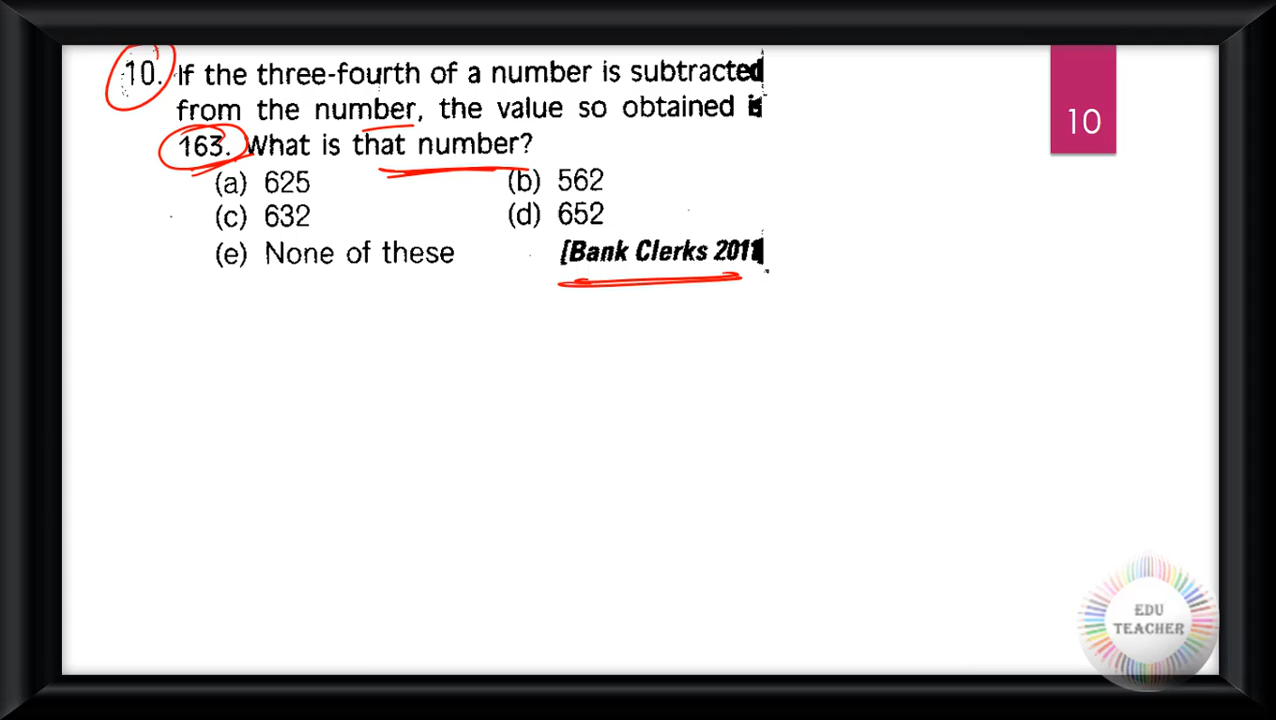 10. If the three-fourth of a number is subtracted
from the number, the value so obtained is
163. What is that number?
(a) 625 (b) 562
(c) 632 (d) 652
(e) None of these [Bank Clerks 2011
10
EDU
TEACHER